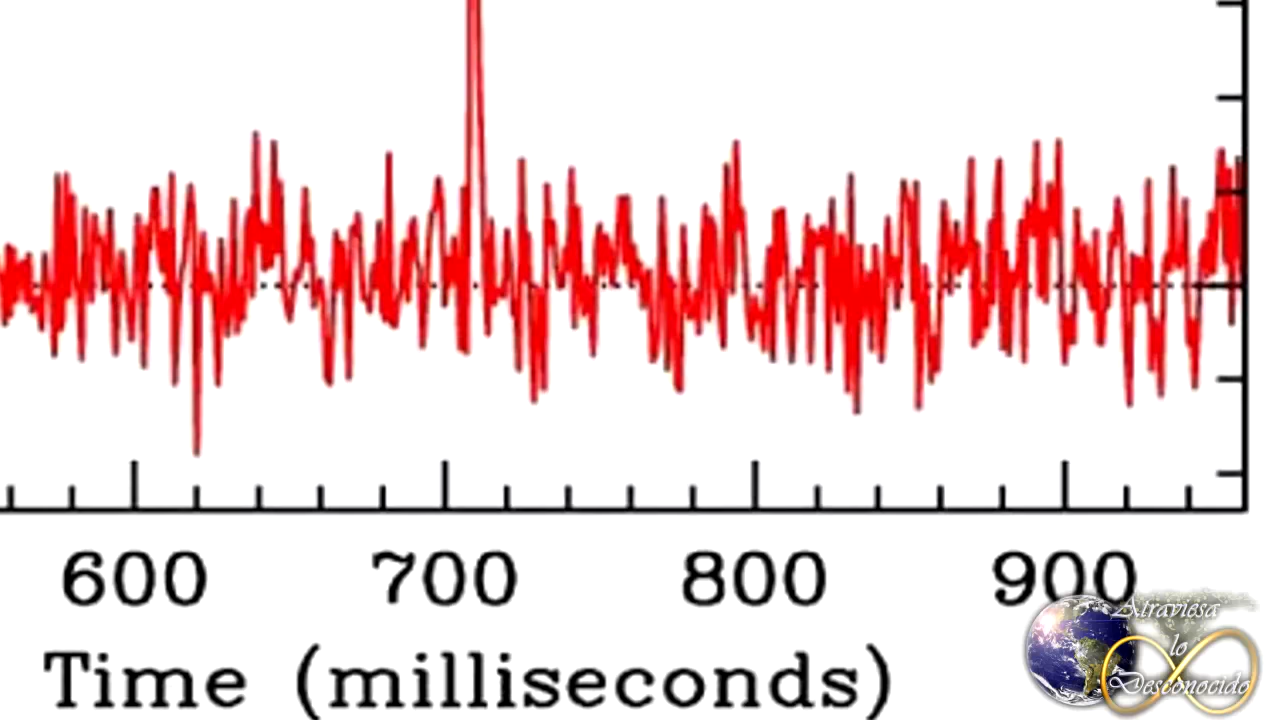 600 700 800 900
Time (milliseconds)
Atraviesa
lo
Desconocido